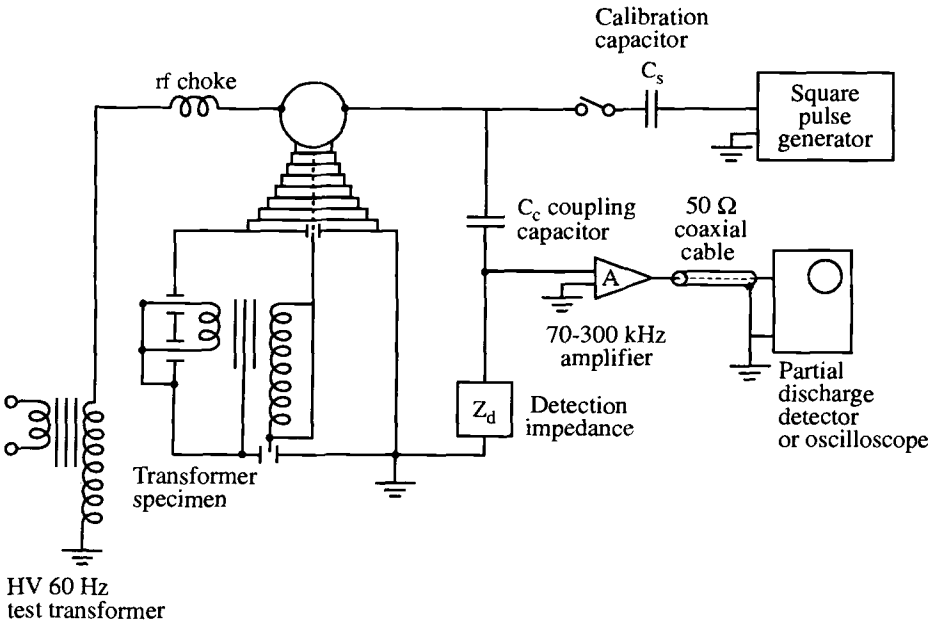 Calibration
capacitor
C_s
rf choke
Square
pulse
generator
C_c coupling
capacitor
50 Ω
coaxial
cable
A
70-300 kHz
amplifier
Z_d
Detection
impedance
Partial
discharge
detector
or oscilloscope
Transformer
specimen
HV 60 Hz
test transformer